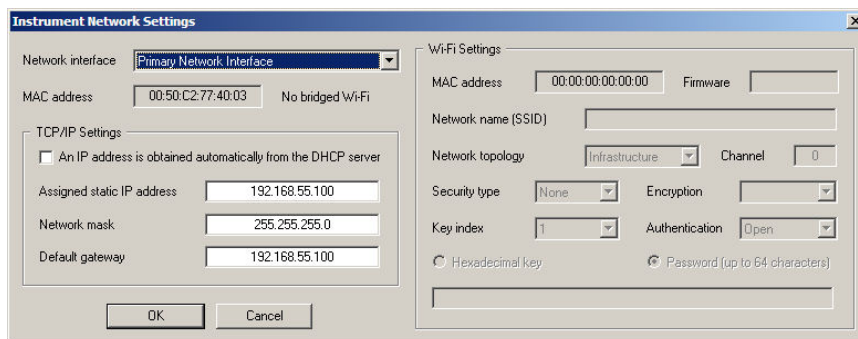 Instrument Network Settings
Network interface Primary Network Interface
MAC address 00:50:C2:77:40:03 No bridged Wi-Fi
TCP/IP Settings
An IP address is obtained automatically from the DHCP server
Assigned static IP address 192.168.55.100
Network mask 255.255.255.0
Default gateway 192.168.55.100
OK Cancel
Wi-Fi Settings
MAC address 00:00:00:00:00:00 Firmware
Network name (SSID)
Network topology Infrastructure Channel 0
Security type None Encryption
Key index 1 Authentication Open
Hexadecimal key Password (up to 64 characters)